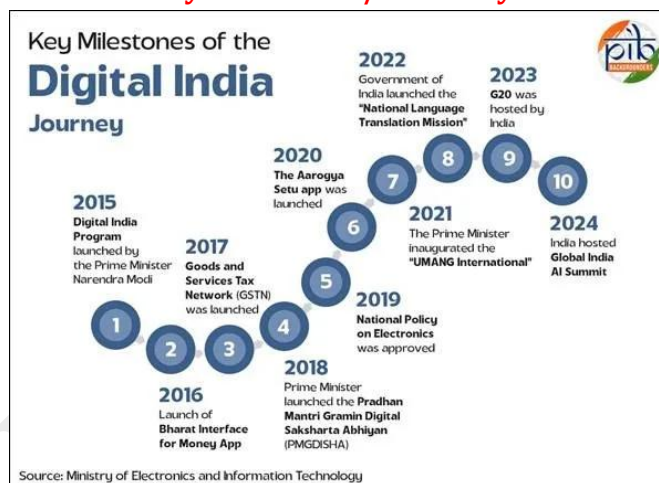 Key Milestones of the
Digital India
Journey
pib
BACKGROUNDERS
2015
Digital India
Program
launched by
the Prime Minister
Narendra Modi
1
2
2016
Launch of
Bharat Interface
for Money App
2017
Goods and
Services Tax
Network (GSTN)
was launched
3
4
2018
Prime Minister
launched the Pradhan
Mantri Gramin Digital
Saksharta Abhiyan
(PMGDISHA)
5
2019
National Policy
on Electronics
was approved
2020
The Aarogya
Setu app was
launched
6
7
2021
The Prime Minister
inaugurated the
"UMANG International"
2022
Government of
India launched the
"National Language
Translation Mission"
8
2023
G20 was
hosted by
India
9
10
2024
India hosted
Global India
AI Summit
Source: Ministry of Electronics and Information Technology